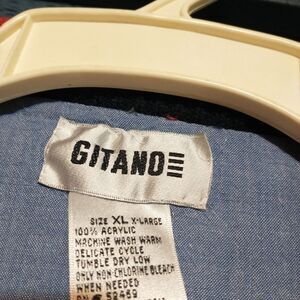 GITANO
SIZE XL X-LARGE
100% ACRYLIC
MACHINE WASH WARM
DELICATE CYCLE
TUMBLE DRY LOW
ONLY NON-CHLORINE BLEACH
WHEN NEEDED